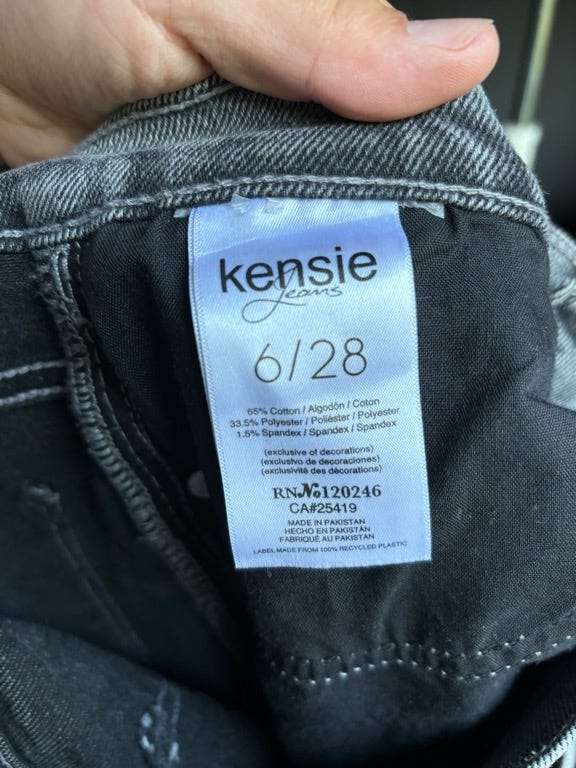 kensie
Jeans
6/28
65% Cotton / Algodón / Coton
33.5% Polyester / Poliéster / Polyester
1.5% Spandex / Spandex / Spandex
(exclusive of decorations)
(exclusivo de decoraciones)
(exclusivité des décorations)
RN№120246
CA#25419
MADE IN PAKISTAN
HECHO EN PAKISTÁN
FABRIQUÉ AU PAKISTAN
LABEL MADE FROM 100% RECYCLED PLASTIC